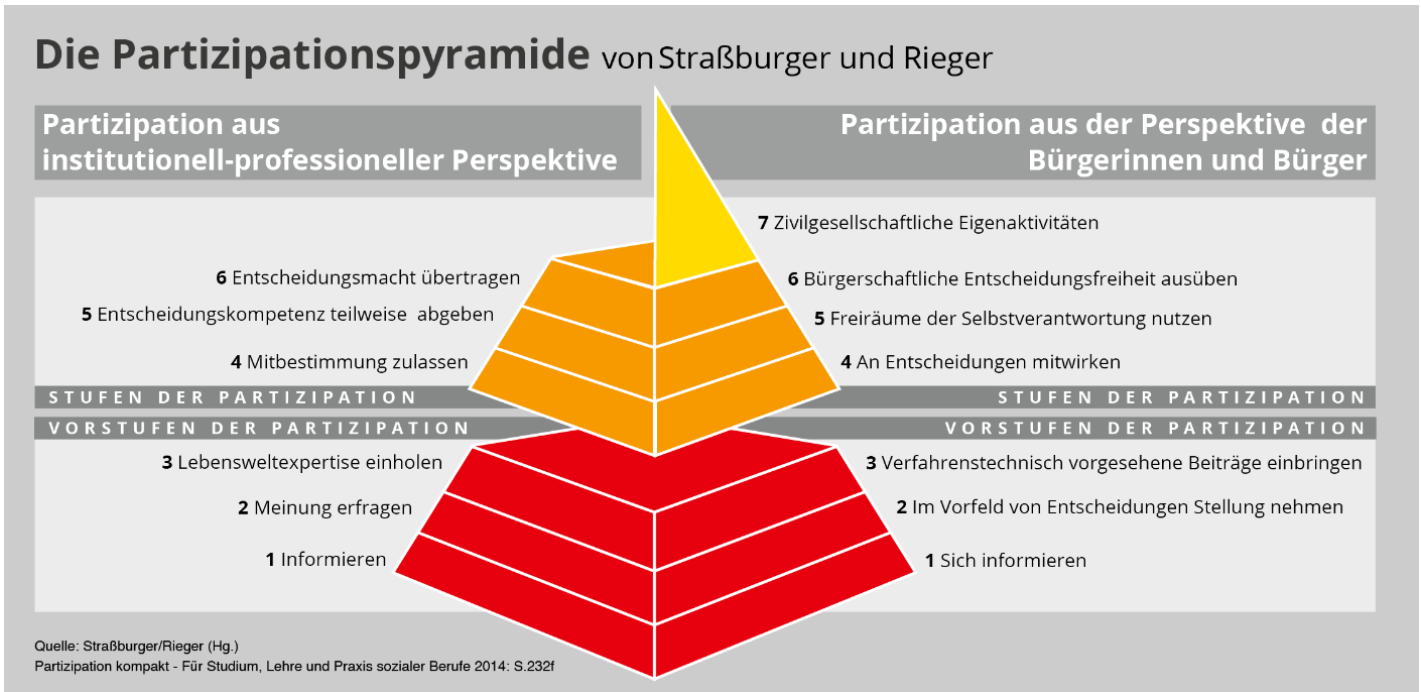 Die Partizipationspyramide von Straßburger und Rieger
Partizipation aus
institutionell-professioneller Perspektive
Partizipation aus der Perspektive der
Bürgerinnen und Bürger
7 Zivilgesellschaftliche Eigenaktivitäten
6 Entscheidungsmacht übertragen
6 Bürgerschaftliche Entscheidungsfreiheit ausüben
5 Entscheidungskompetenz teilweise abgeben
5 Freiräume der Selbstverantwortung nutzen
4 Mitbestimmung zulassen
4 An Entscheidungen mitwirken
STUFEN DER PARTIZIPATION
STUFEN DER PARTIZIPATION
VORSTUFEN DER PARTIZIPATION
VORSTUFEN DER PARTIZIPATION
3 Lebensweltexpertise einholen
3 Verfahrenstechnisch vorgesehene Beiträge einbringen
2 Meinung erfragen
2 Im Vorfeld von Entscheidungen Stellung nehmen
1 Informieren
1 Sich informieren
Quelle: Straßburger/Rieger (Hg.)
Partizipation kompakt - Für Studium, Lehre und Praxis sozialer Berufe 2014: S.232f